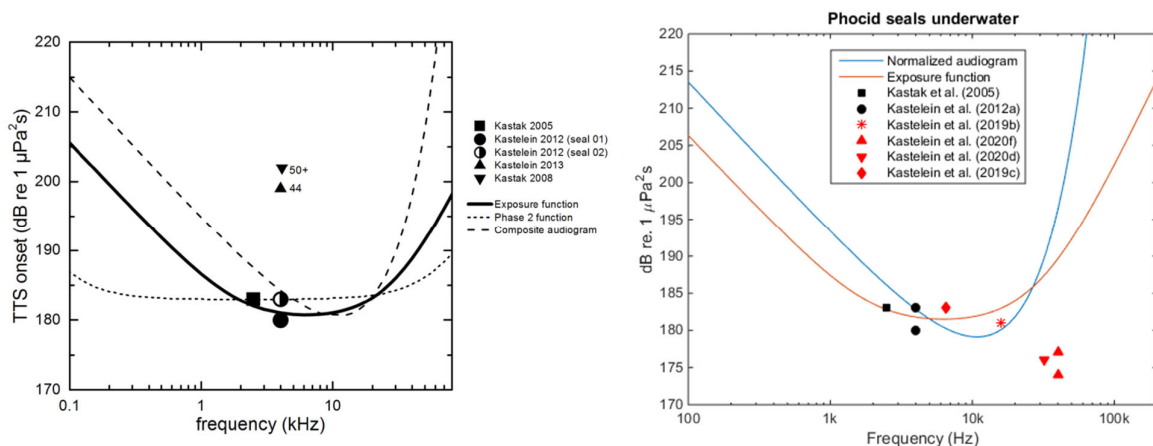 220
210
200
190
180
170
TTS onset (dB re 1 µPa²s)
50+
44
0.1
1
10
frequency (kHz)
Kastak 2005
Kastelein 2012 (seal 01)
Kastelein 2012 (seal 02)
Kastelein 2013
Kastak 2008
Exposure function
Phase 2 function
Composite audiogram
Phocid seals underwater
220
215
210
205
200
195
190
185
180
175
170
dB re. 1 µPa²s
Normalized audiogram
Exposure function
Kastak et al. (2005)
Kastelein et al. (2012a)
Kastelein et al. (2019b)
Kastelein et al. (2020f)
Kastelein et al. (2020d)
Kastelein et al. (2019c)
100
1k
10k
100k
Frequency (Hz)